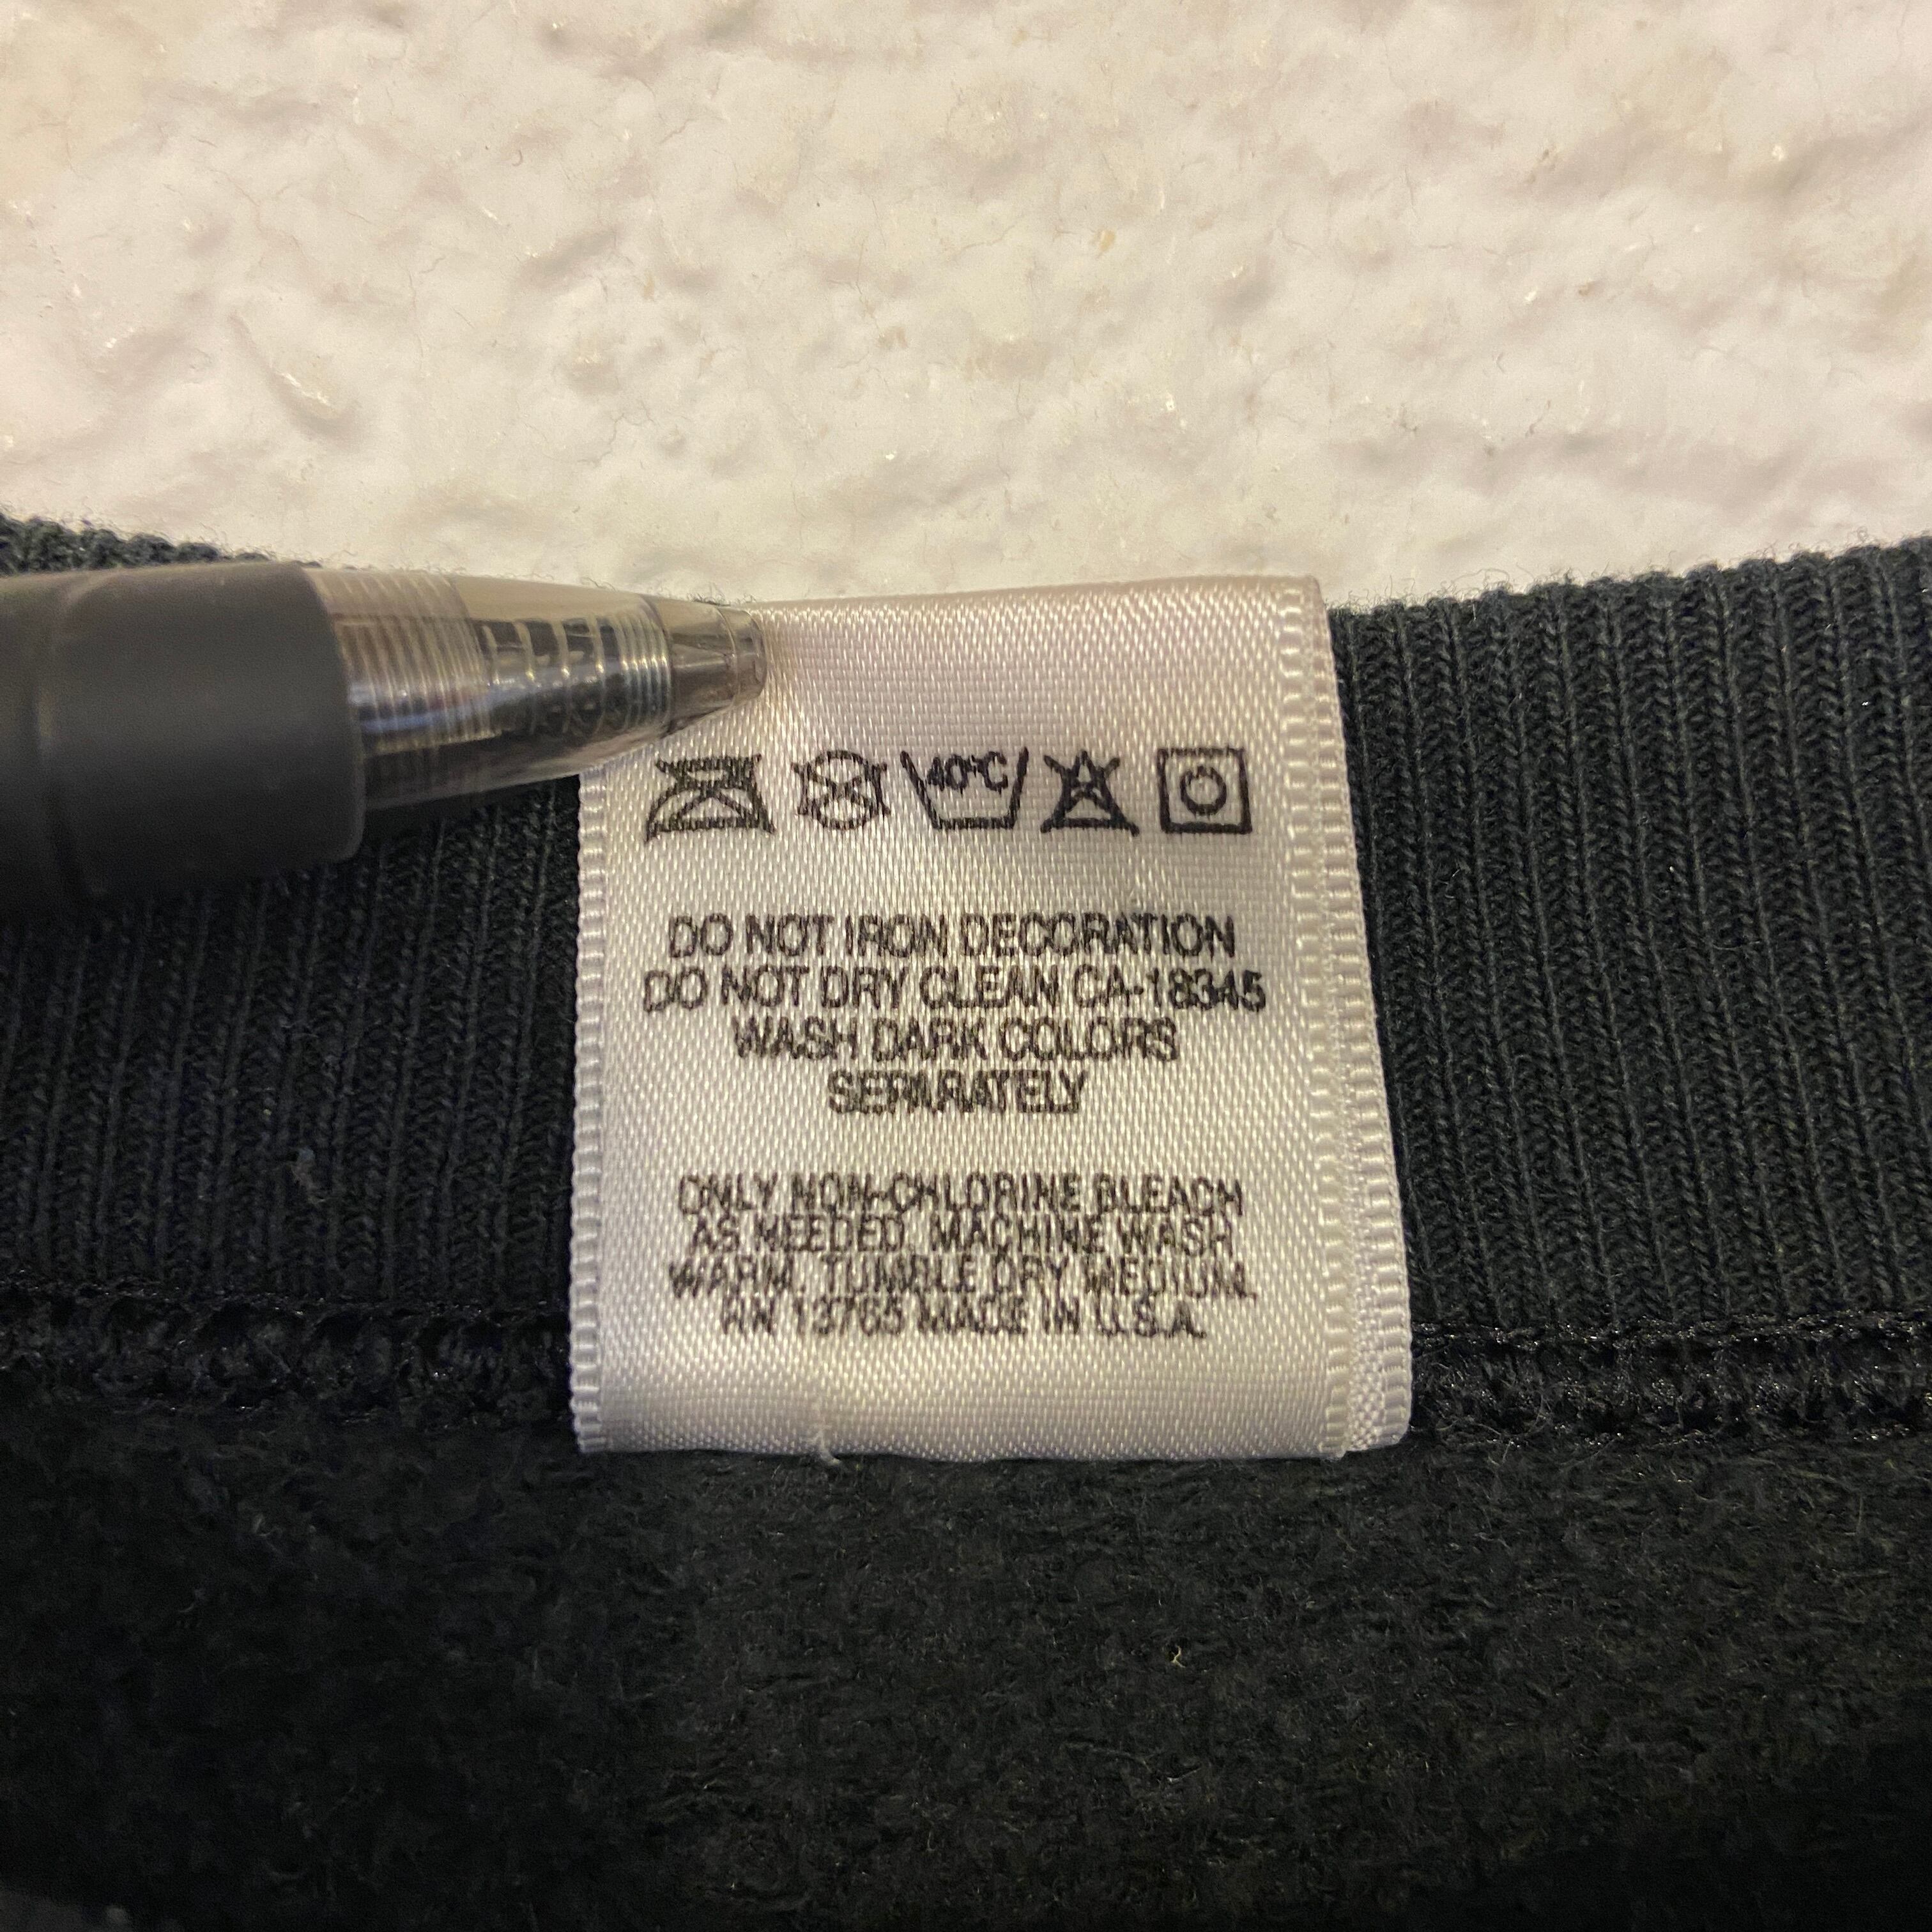 40°C
DO NOT IRON DECORATION
DO NOT DRY CLEAN CA-18345
WASH DARK COLORS
SEPARATELY
ONLY NON-CHLORINE BLEACH
AS NEEDED. MACHINE WASH
WARM. TUMBLE DRY MEDIUM.
RN 13765 MADE IN U.S.A.